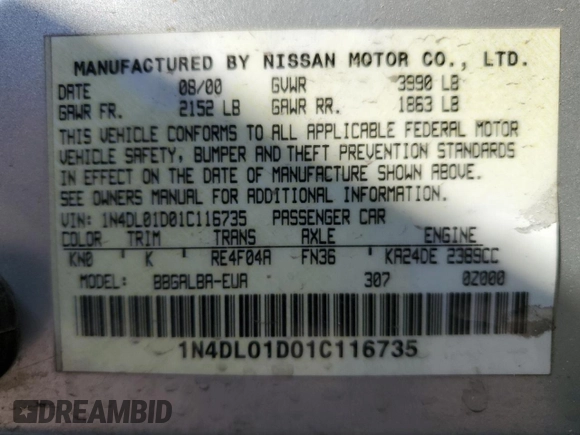 MANUFACTURED BY NISSAN MOTOR CO., LTD.
DATE 08/00 GVWR 3990 LB
GAWR FR. 2152 LB GAWR RR. 1863 LB
THIS VEHICLE CONFORMS TO ALL APPLICABLE FEDERAL MOTOR
VEHICLE SAFETY, BUMPER AND THEFT PREVENTION STANDARDS
IN EFFECT ON THE DATE OF MANUFACTURE SHOWN ABOVE.
SEE OWNERS MANUAL FOR ADDITIONAL INFORMATION.
VIN: 1N4DL01D01C116735 PASSENGER CAR
COLOR TRIM TRANS AXLE ENGINE
KN0 K RE4F04A FN36 KA24DE 2389CC
MODEL: BBGALBA-EUA 307 0Z000
1N4DL01D01C116735
DREAMBID